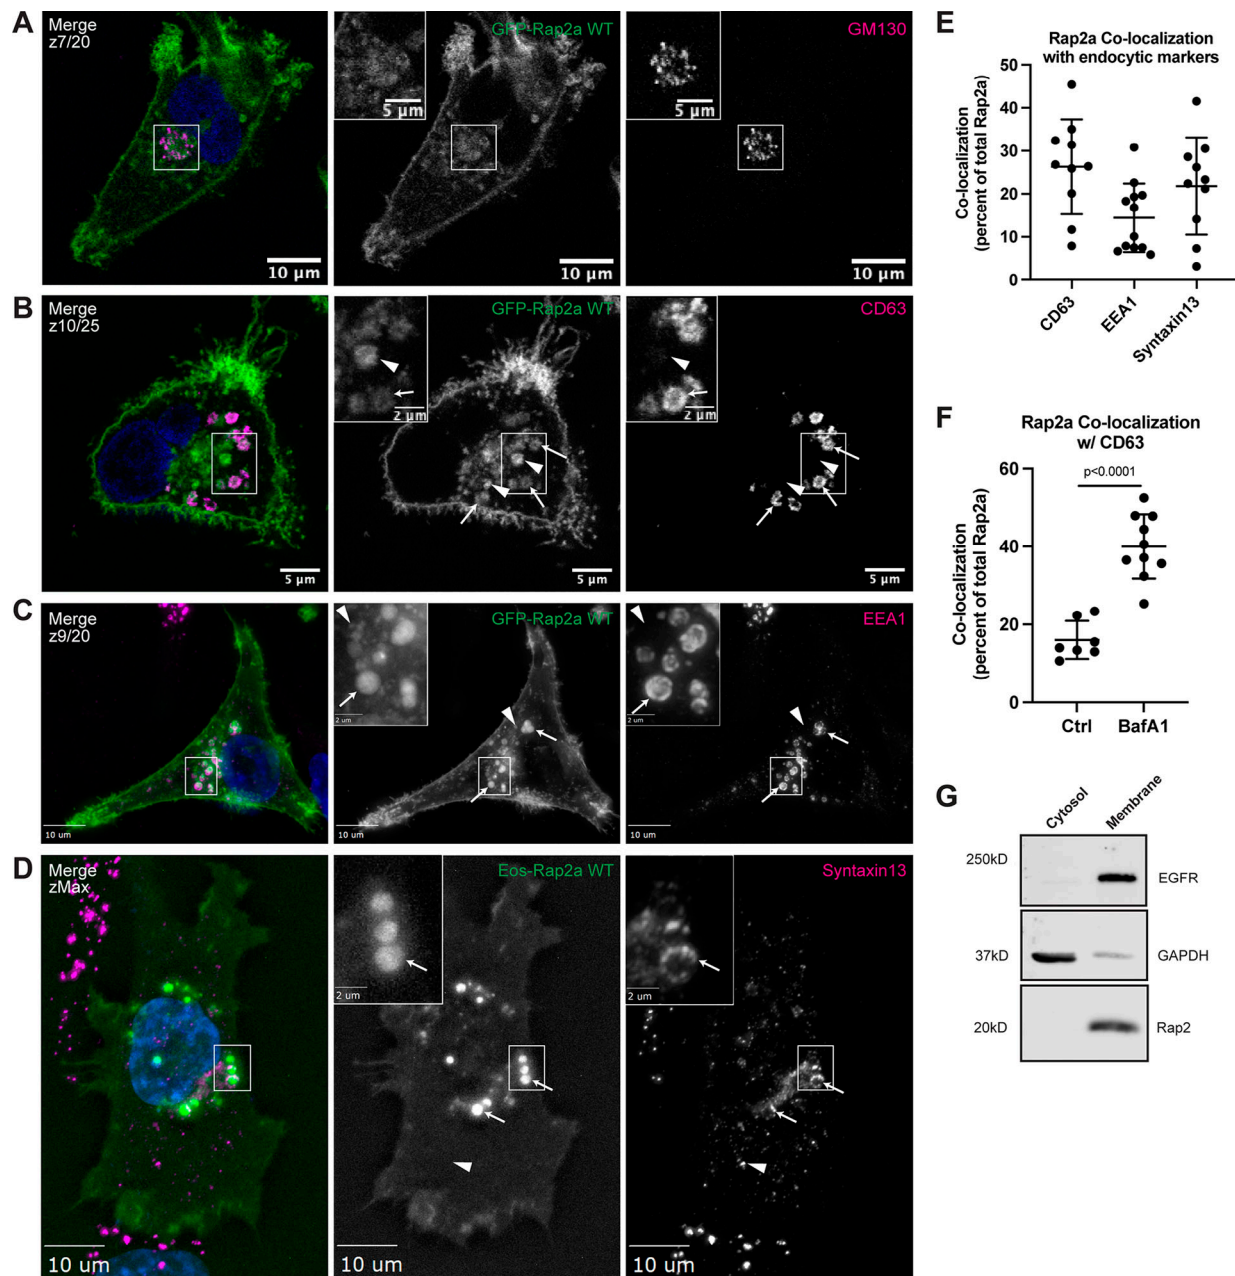 A
Merge
z7/20
GFP-Rap2a WT
5 μm
10 μm
GM130
5 μm
10 μm
10 μm
B
Merge
z10/25
GFP-Rap2a WT
2 μm
5 μm
CD63
2 μm
5 μm
5 μm
C
Merge
z9/20
GFP-Rap2a WT
2 um
10 um
EEA1
2 um
10 um
10 um
D
Merge
zMax
Eos-Rap2a WT
2 um
10 um
Syntaxin13
2 um
10 um
10 um
E
Rap2a Co-localization
with endocytic markers
Co-localization
(percent of total Rap2a)
50
40
30
20
10
0
CD63
EEA1
Syntaxin13
F
Rap2a Co-localization
w/ CD63
p<0.0001
Co-localization
(percent of total Rap2a)
60
40
20
0
Ctrl
BafA1
G
Cytosol
Membrane
250kD
EGFR
37kD
GAPDH
20kD
Rap2